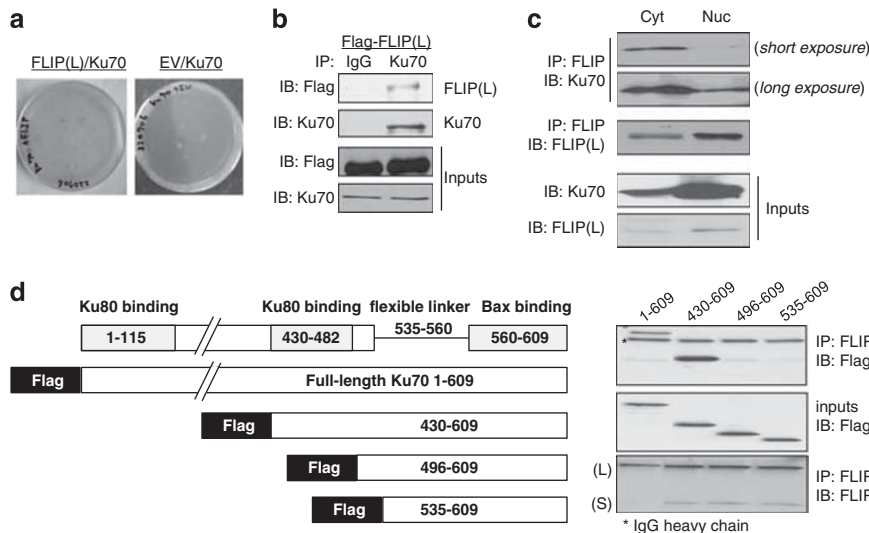 a
FLIP(L)/Ku70 EV/Ku70
b
Flag-FLIP(L)
IP: IgG Ku70
IB: Flag FLIP(L)
IB: Ku70 Ku70
IB: Flag
IB: Ku70
Inputs
c
Cyt Nuc
IP: FLIP
IB: Ku70
(short exposure)
(long exposure)
IP: FLIP
IB: FLIP(L)
IB: Ku70
IB: FLIP(L)
Inputs
d
Ku80 binding Ku80 binding flexible linker Bax binding
1-115 430-482 535-560 560-609
Flag Full-length Ku70 1-609
Flag 430-609
Flag 496-609
Flag 535-609
1-609 430-609 496-609 535-609
*
IP: FLIP
IB: Flag
inputs
IB: Flag
(L)
(S)
IP: FLIP
IB: FLIP
* IgG heavy chain